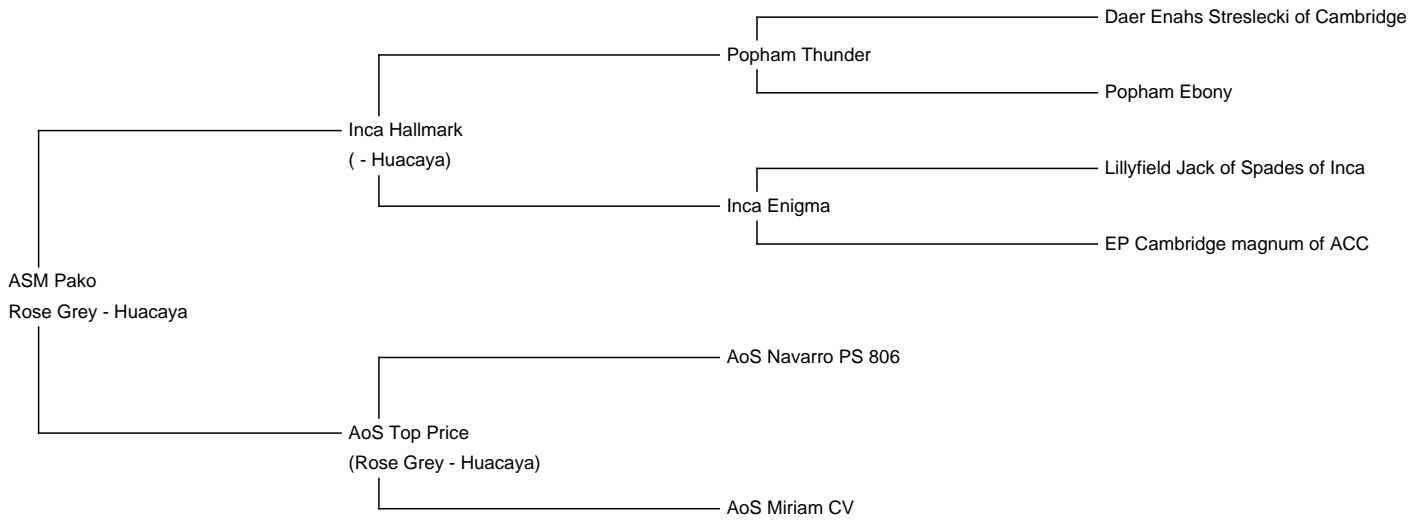 Daer Enahs Streslecki of Cambridge
Popham Thunder
Popham Ebony
Inca Hallmark
( - Huacaya)
Lillyfield Jack of Spades of Inca
Inca Enigma
EP Cambridge magnum of ACC
ASM Pako
Rose Grey - Huacaya
AoS Navarro PS 806
AoS Top Price
(Rose Grey - Huacaya)
AoS Miriam CV